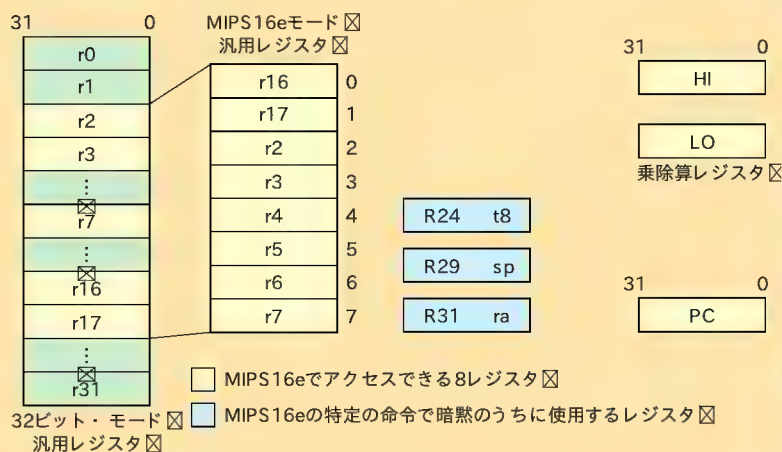 31 0
r0
r1
r2
r3
⋮
r7
⋮
r16
r17
⋮
r31
32ビット・モード
汎用レジスタ
MIPS16eモード
汎用レジスタ
r16 0
r17 1
r2 2
r3 3
r4 4
r5 5
r6 6
r7 7
R24 t8
R29 sp
R31 ra
31 0
HI
LO
乗除算レジスタ
31 0
PC
MIPS16eでアクセスできる8レジスタ
MIPS16eの特定の命令で暗黙のうちに使用するレジスタ